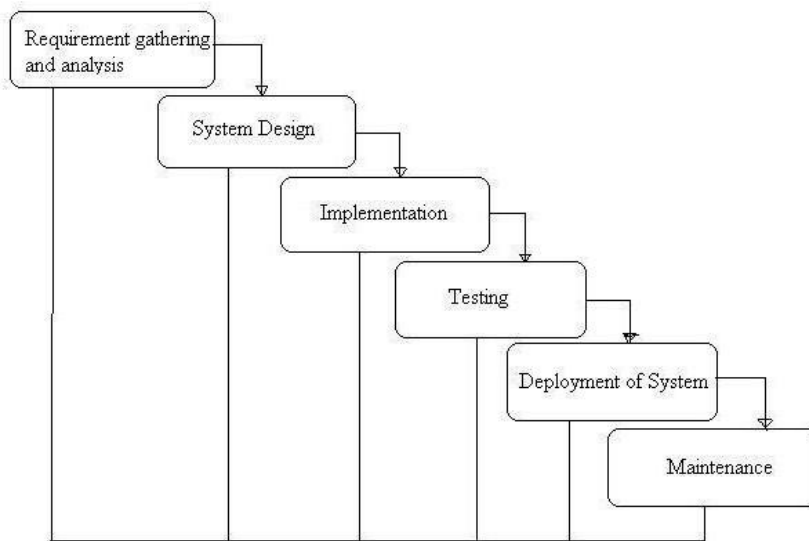 Requirement gathering
and analysis
System Design
Implementation
Testing
Deployment of System
Maintenance